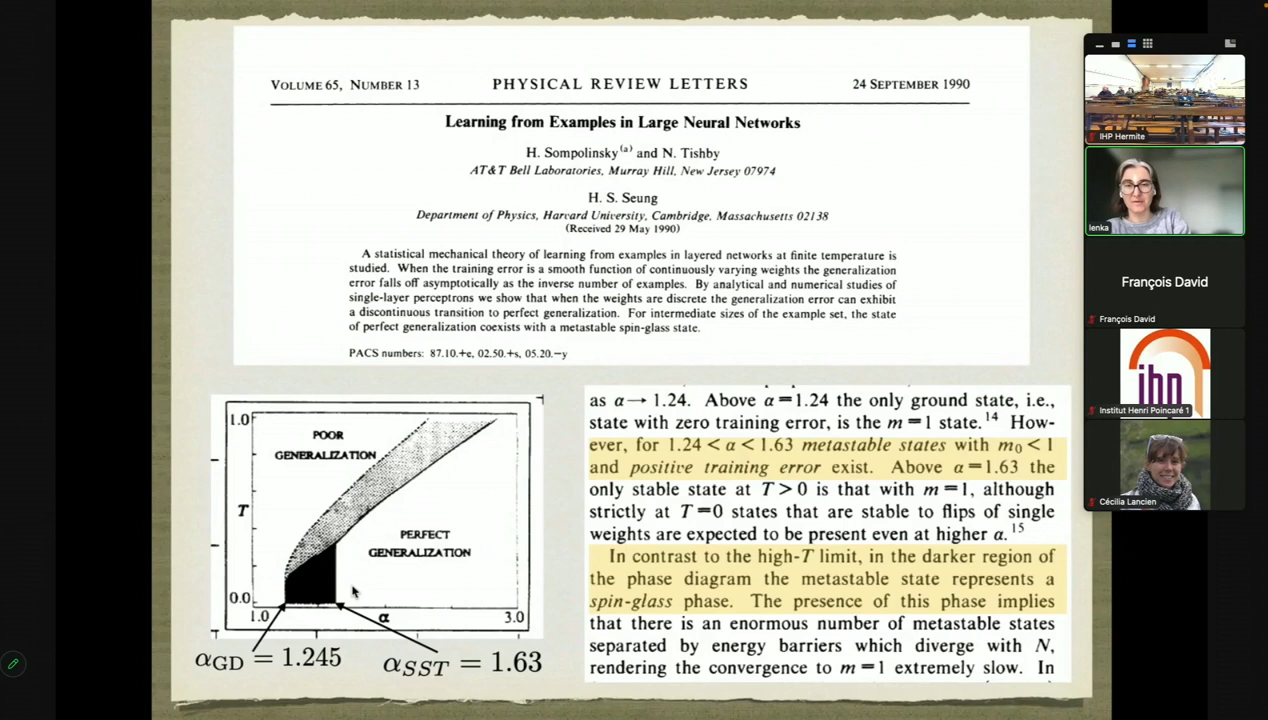 VOLUME 65, NUMBER 13
PHYSICAL REVIEW LETTERS
24 SEPTEMBER 1990
Learning from Examples in Large Neural Networks
H. Sompolinsky(a) and N. Tishby
AT&T Bell Laboratories, Murray Hill, New Jersey 07974
H. S. Seung
Department of Physics, Harvard University, Cambridge, Massachusetts 02138
(Received 29 May 1990)
A statistical mechanical theory of learning from examples in layered networks at finite temperature is
studied. When the training error is a smooth function of continuously varying weights the generalization
error falls off asymptotically as the inverse number of examples. By analytical and numerical studies of
single-layer perceptrons we show that when the weights are discrete the generalization error can exhibit
a discontinuous transition to perfect generalization. For intermediate sizes of the example set, the state
of perfect generalization coexists with a metastable spin-glass state.
PACS numbers: 87.10.+e, 02.50.+s, 05.20.−y
1.0
POOR
GENERALIZATION
T
PERFECT
GENERALIZATION
0.0
1.0
α
3.0
αGD = 1.245
αSST = 1.63
as α→ 1.24. Above α=1.24 the only ground state, i.e.,
state with zero training error, is the m=1 state.14 How-
ever, for 1.24 < α < 1.63 metastable states with m0 < 1
and positive training error exist. Above α=1.63 the
only stable state at T>0 is that with m=1, although
strictly at T=0 states that are stable to flips of single
weights are expected to be present even at higher α.15
In contrast to the high-T limit, in the darker region of
the phase diagram the metastable state represents a
spin-glass phase. The presence of this phase implies
that there is an enormous number of metastable states
separated by energy barriers which diverge with N,
rendering the convergence to m=1 extremely slow. In
IHP Hermite
lenka
François David
François David
ihp
Institut Henri Poincaré 1
Cécilia Lancien